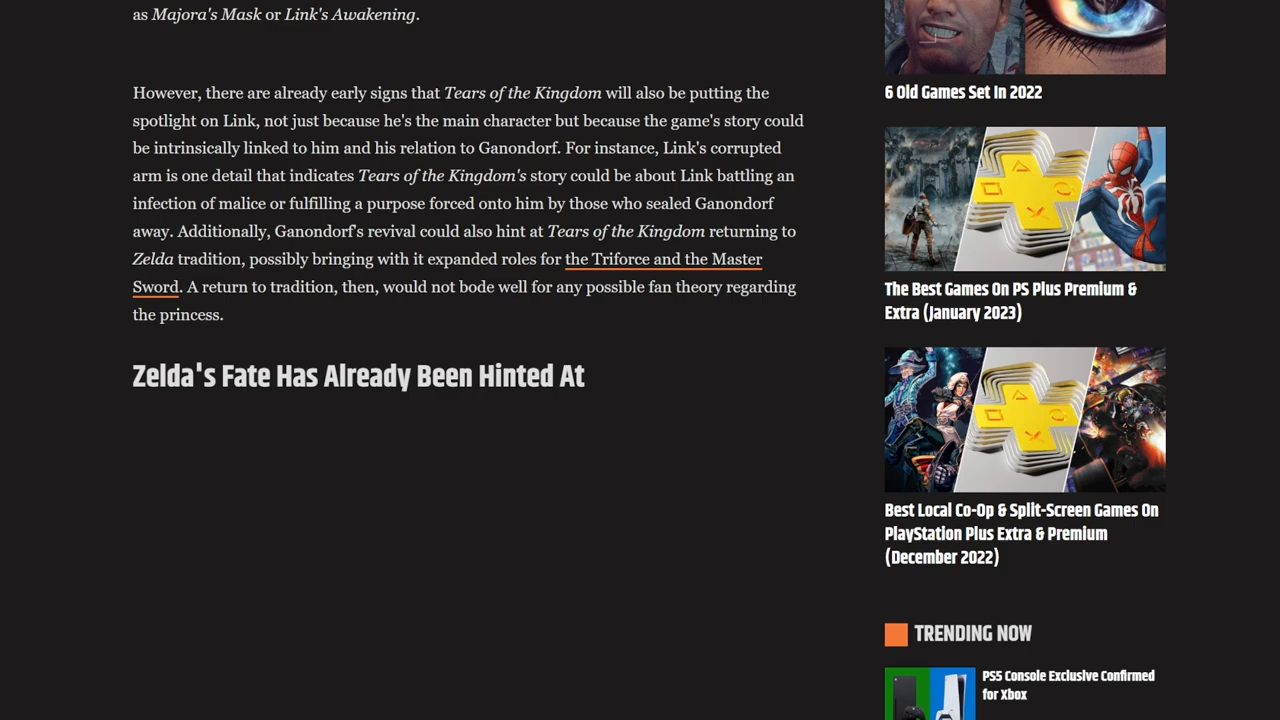 as Majora's Mask or Link's Awakening.
However, there are already early signs that Tears of the Kingdom will also be putting the
spotlight on Link, not just because he's the main character but because the game's story could
be intrinsically linked to him and his relation to Ganondorf. For instance, Link's corrupted
arm is one detail that indicates Tears of the Kingdom's story could be about Link battling an
infection of malice or fulfilling a purpose forced onto him by those who sealed Ganondorf
away. Additionally, Ganondorf's revival could also hint at Tears of the Kingdom returning to
Zelda tradition, possibly bringing with it expanded roles for the Triforce and the Master
Sword. A return to tradition, then, would not bode well for any possible fan theory regarding
the princess.
Zelda's Fate Has Already Been Hinted At
6 Old Games Set In 2022
The Best Games On PS Plus Premium &
Extra (January 2023)
Best Local Co-Op & Split-Screen Games On
PlayStation Plus Extra & Premium
(December 2022)
TRENDING NOW
PS5 Console Exclusive Confirmed
for Xbox